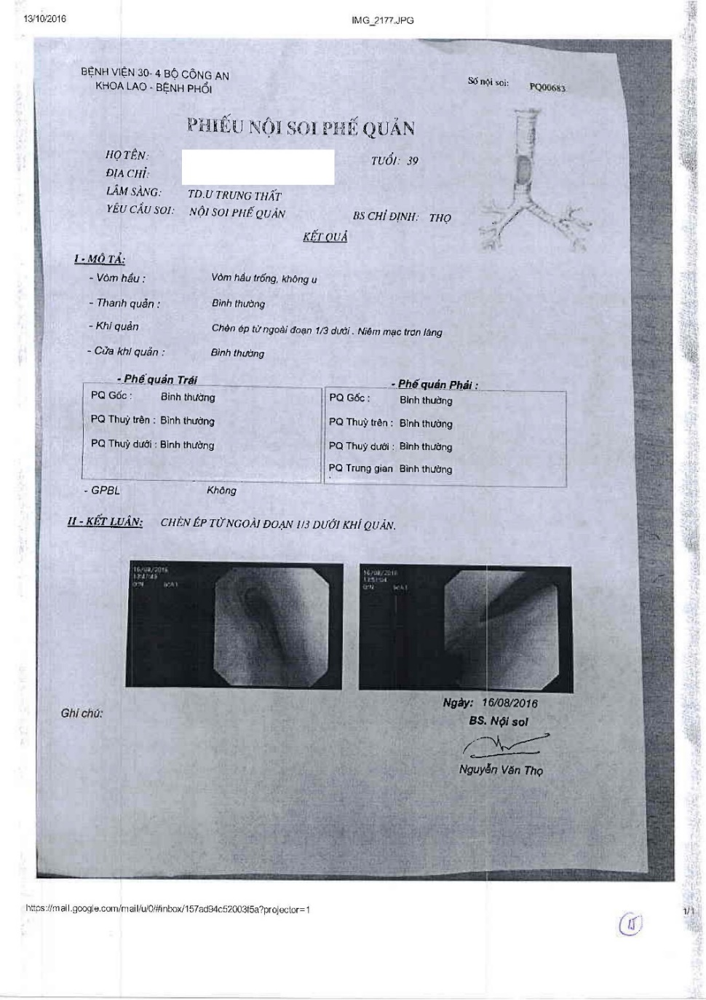 13/10/2016
IMG_2177.JPG
BỆNH VIỆN 30- 4 BỘ CÔNG AN
KHOA LAO - BỆNH PHỔI
Số nội soi: PQ00683
PHIẾU NỘI SOI PHẾ QUẢN
HỌ TÊN:
TUỔI: 39
ĐỊA CHỈ:
LÂM SÀNG: TD.U TRUNG THẤT
YÊU CẦU SOI: NỘI SOI PHẾ QUẢN
BS CHỈ ĐỊNH: THỌ
KẾT QUẢ
I - MÔ TẢ:
- Vòm hầu : Vòm hầu trống, không u
- Thanh quản : Bình thường
- Khí quản Chèn ép từ ngoài đoạn 1/3 dưới . Niêm mạc trơn láng
- Cửa khí quản : Bình thường
- Phế quản Trái
PQ Gốc : Bình thường
PQ Thuỳ trên : Bình thường
PQ Thuỳ dưới : Bình thường
- Phế quản Phải :
PQ Gốc : Bình thường
PQ Thuỳ trên : Bình thường
PQ Thuỳ dưới : Bình thường
PQ Trung gian Bình thường
- GPBL Không
II - KẾT LUẬN: CHÈN ÉP TỪ NGOÀI ĐOẠN 1/3 DƯỚI KHÍ QUẢN.
16/08/2016
16/08/2016
Ngày: 16/08/2016
Ghi chú:
BS. Nội soi
Nguyễn Văn Thọ
https://mail.google.com/mail/u/0/#inbox/157ad94c52003f5a?projector=1
1/1